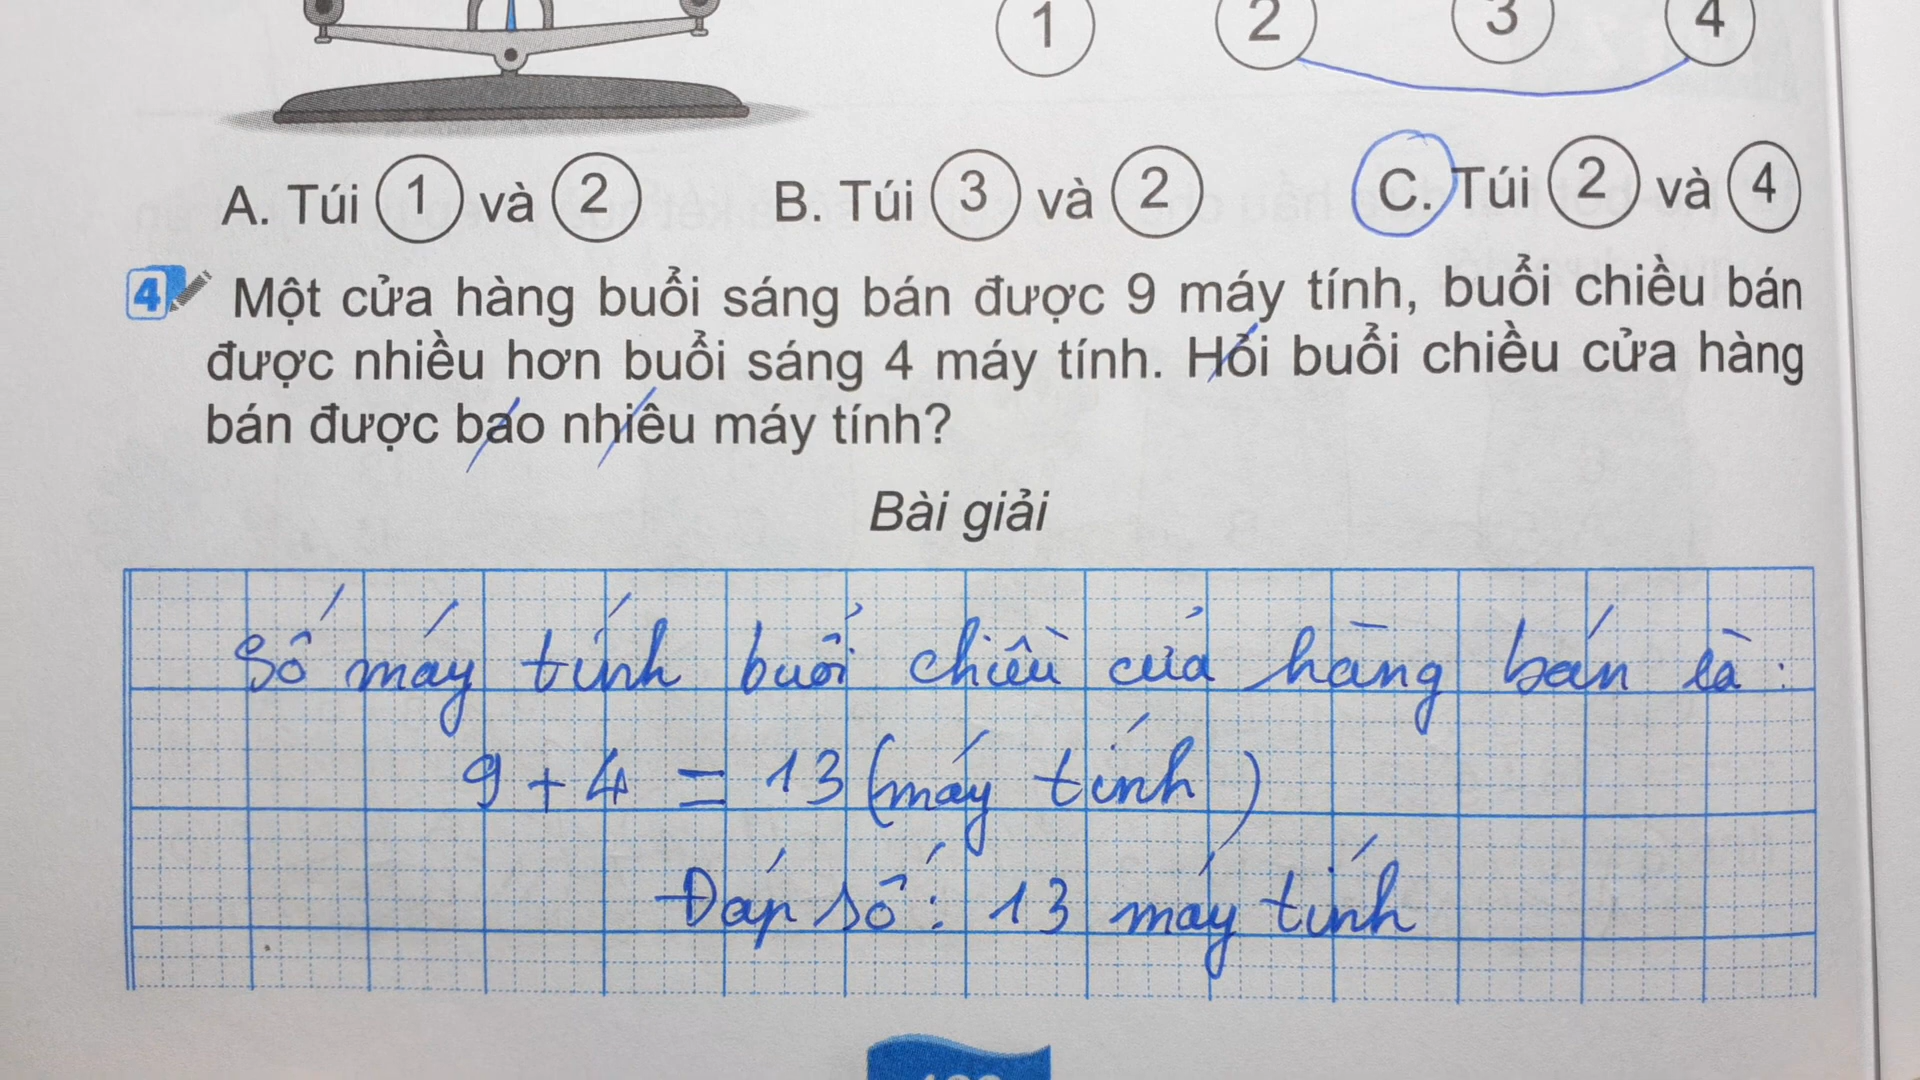 1 2 3 4
A. Túi 1 và 2 B. Túi 3 và 2 C. Túi 2 và 4
4 Một cửa hàng buổi sáng bán được 9 máy tính, buổi chiều bán
được nhiều hơn buổi sáng 4 máy tính. Hỏi buổi chiều cửa hàng
bán được bao nhiêu máy tính?
Bài giải
Số máy tính buổi chiều cửa hàng bán là:
9 + 4 = 13 (máy tính)
Đáp số: 13 máy tính